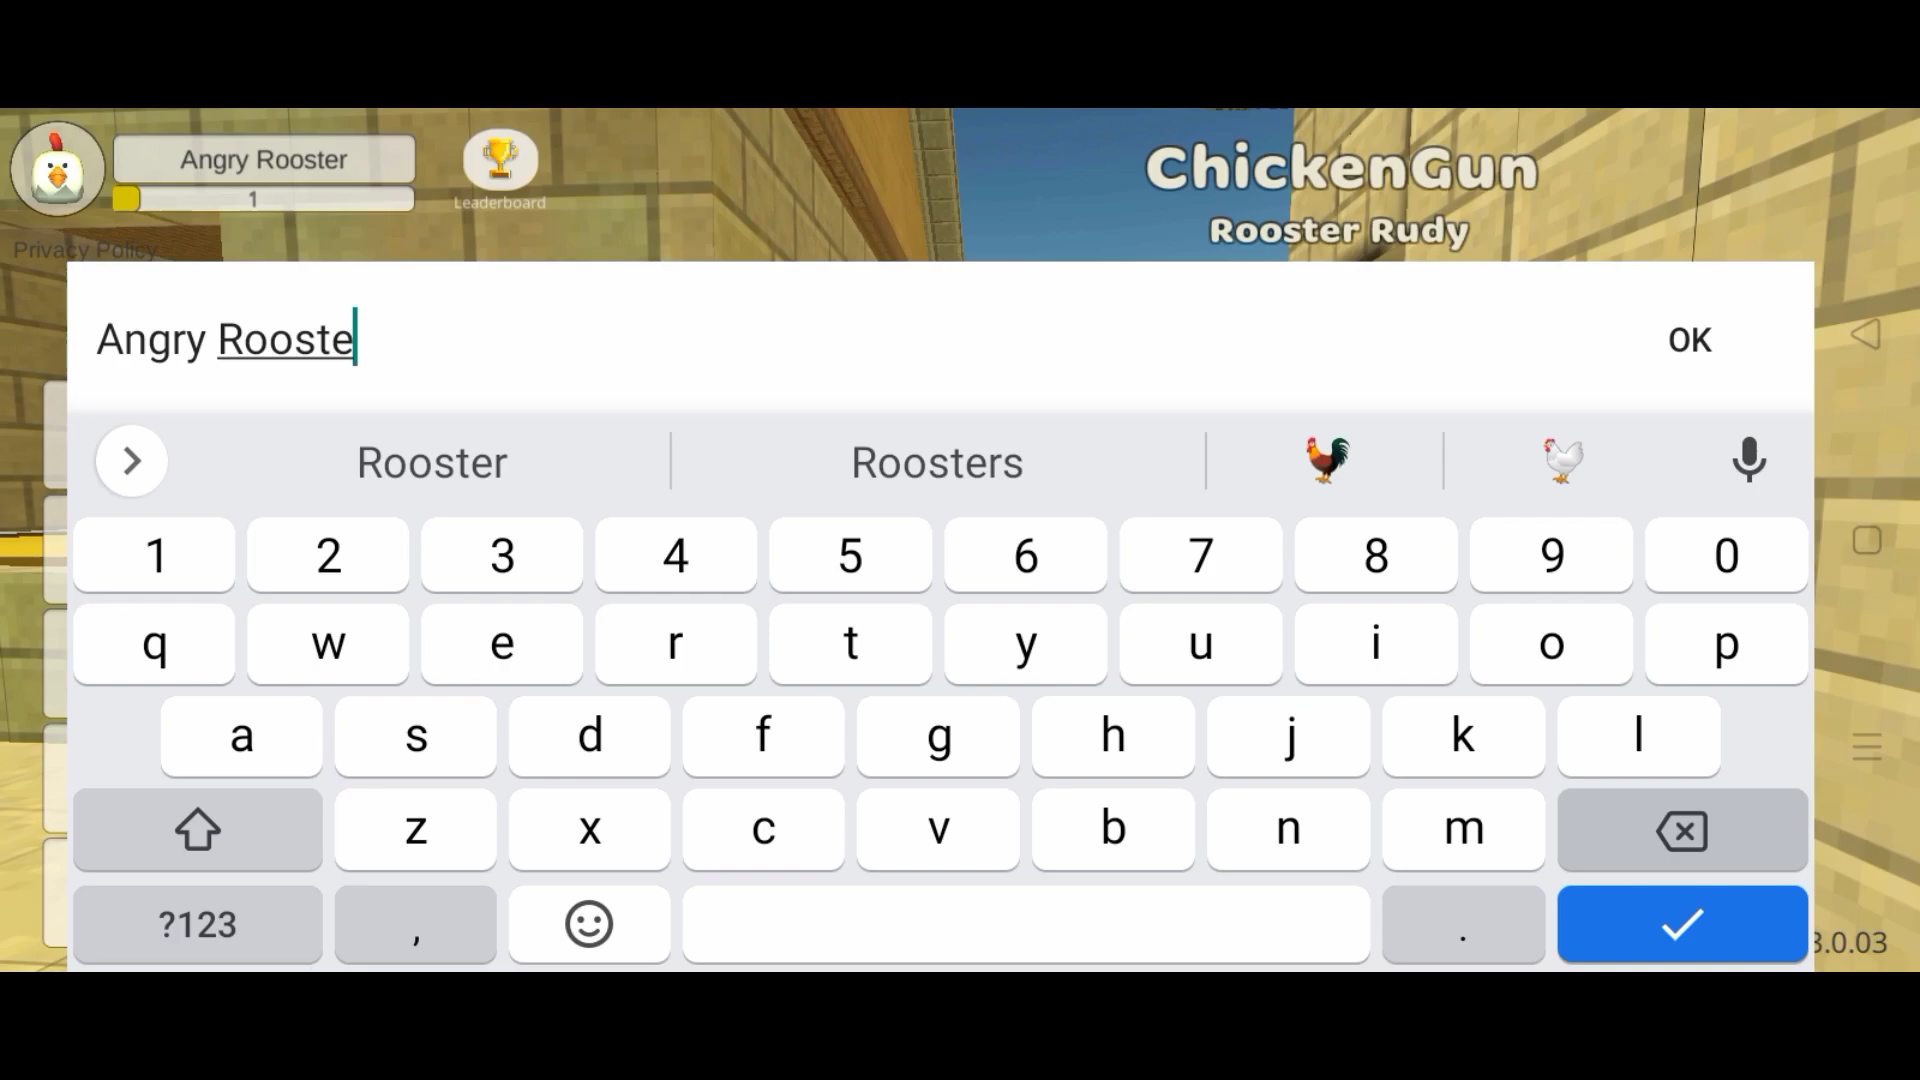 Angry Rooster
1
Leaderboard
ChickenGun
Rooster Rudy
Privacy Policy
Angry Rooste
OK
Rooster
Roosters
1 2 3 4 5 6 7 8 9 0
q w e r t y u i o p
a s d f g h j k l
z x c v b n m
?123 , .
3.0.03